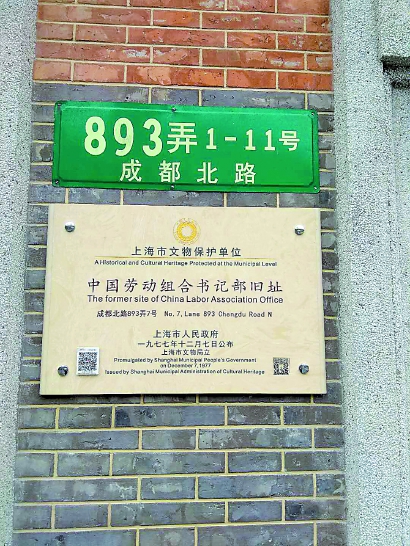 893弄1-11号
成都北路
上海市文物保护单位
A Historical and Cultural Heritage Protected at the Municipal Level
中国劳动组合书记部旧址
The former site of China Labor Association Office
成都北路893弄7号 No.7, Lane 893 Chengdu Road N
上海市人民政府
一九七七年十二月七日公布
上海市文物局立
Promulgated by Shanghai Municipal People's Government
on December 7, 1977
Issued by Shanghai Municipal Administration of Cultural Heritage